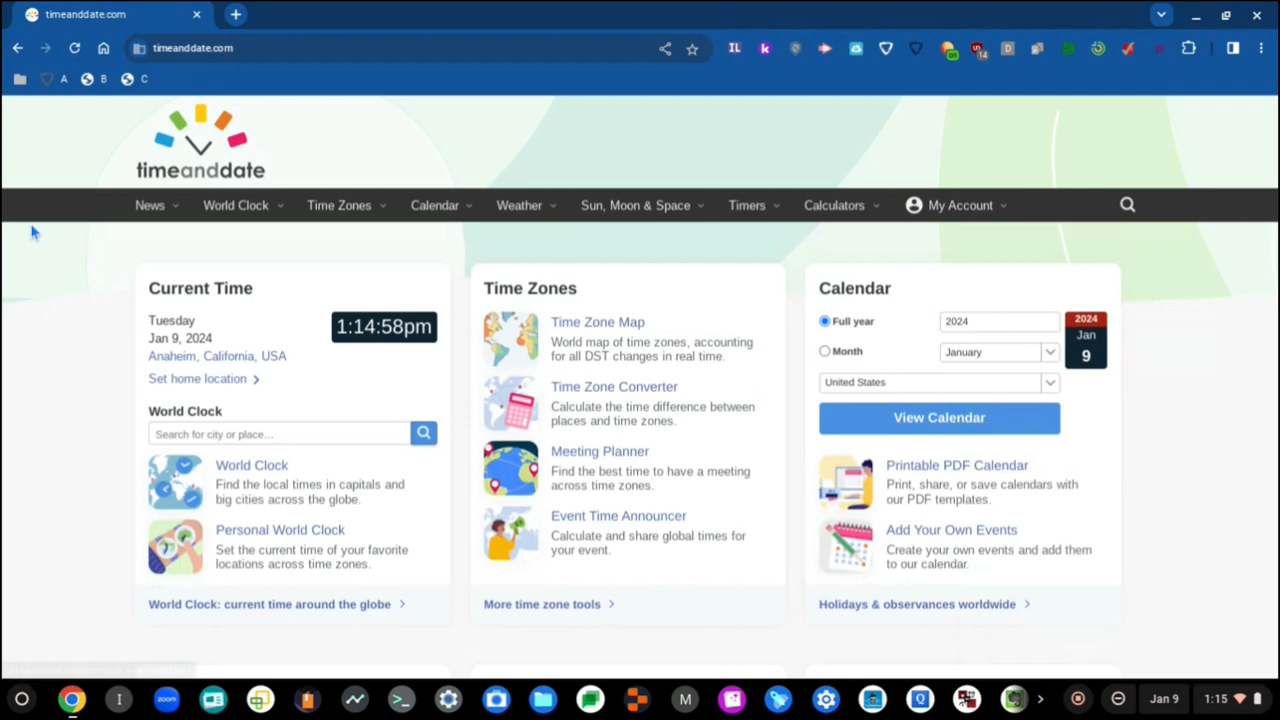 timeanddate.com
timeanddate.com
A B C
timeanddate
News World Clock Time Zones Calendar Weather Sun, Moon & Space Timers Calculators My Account
Current Time
Tuesday
Jan 9, 2024
1:14:58pm
Anaheim, California, USA
Set home location
World Clock
Search for city or place...
World Clock
Find the local times in capitals and
big cities across the globe.
Personal World Clock
Set the current time of your favorite
locations across time zones.
World Clock: current time around the globe
Time Zones
Time Zone Map
World map of time zones, accounting
for all DST changes in real time.
Time Zone Converter
Calculate the time difference between
places and time zones.
Meeting Planner
Find the best time to have a meeting
across time zones.
Event Time Announcer
Calculate and share global times for
your event.
More time zone tools
Calendar
Full year 2024
Month January
United States
2024
Jan
9
View Calendar
Printable PDF Calendar
Print, share, or save calendars with
our PDF templates.
Add Your Own Events
Create your own events and add them
to our calendar.
Holidays & observances worldwide
IL k 14 D
I zoom M Q Jan 9 1:15